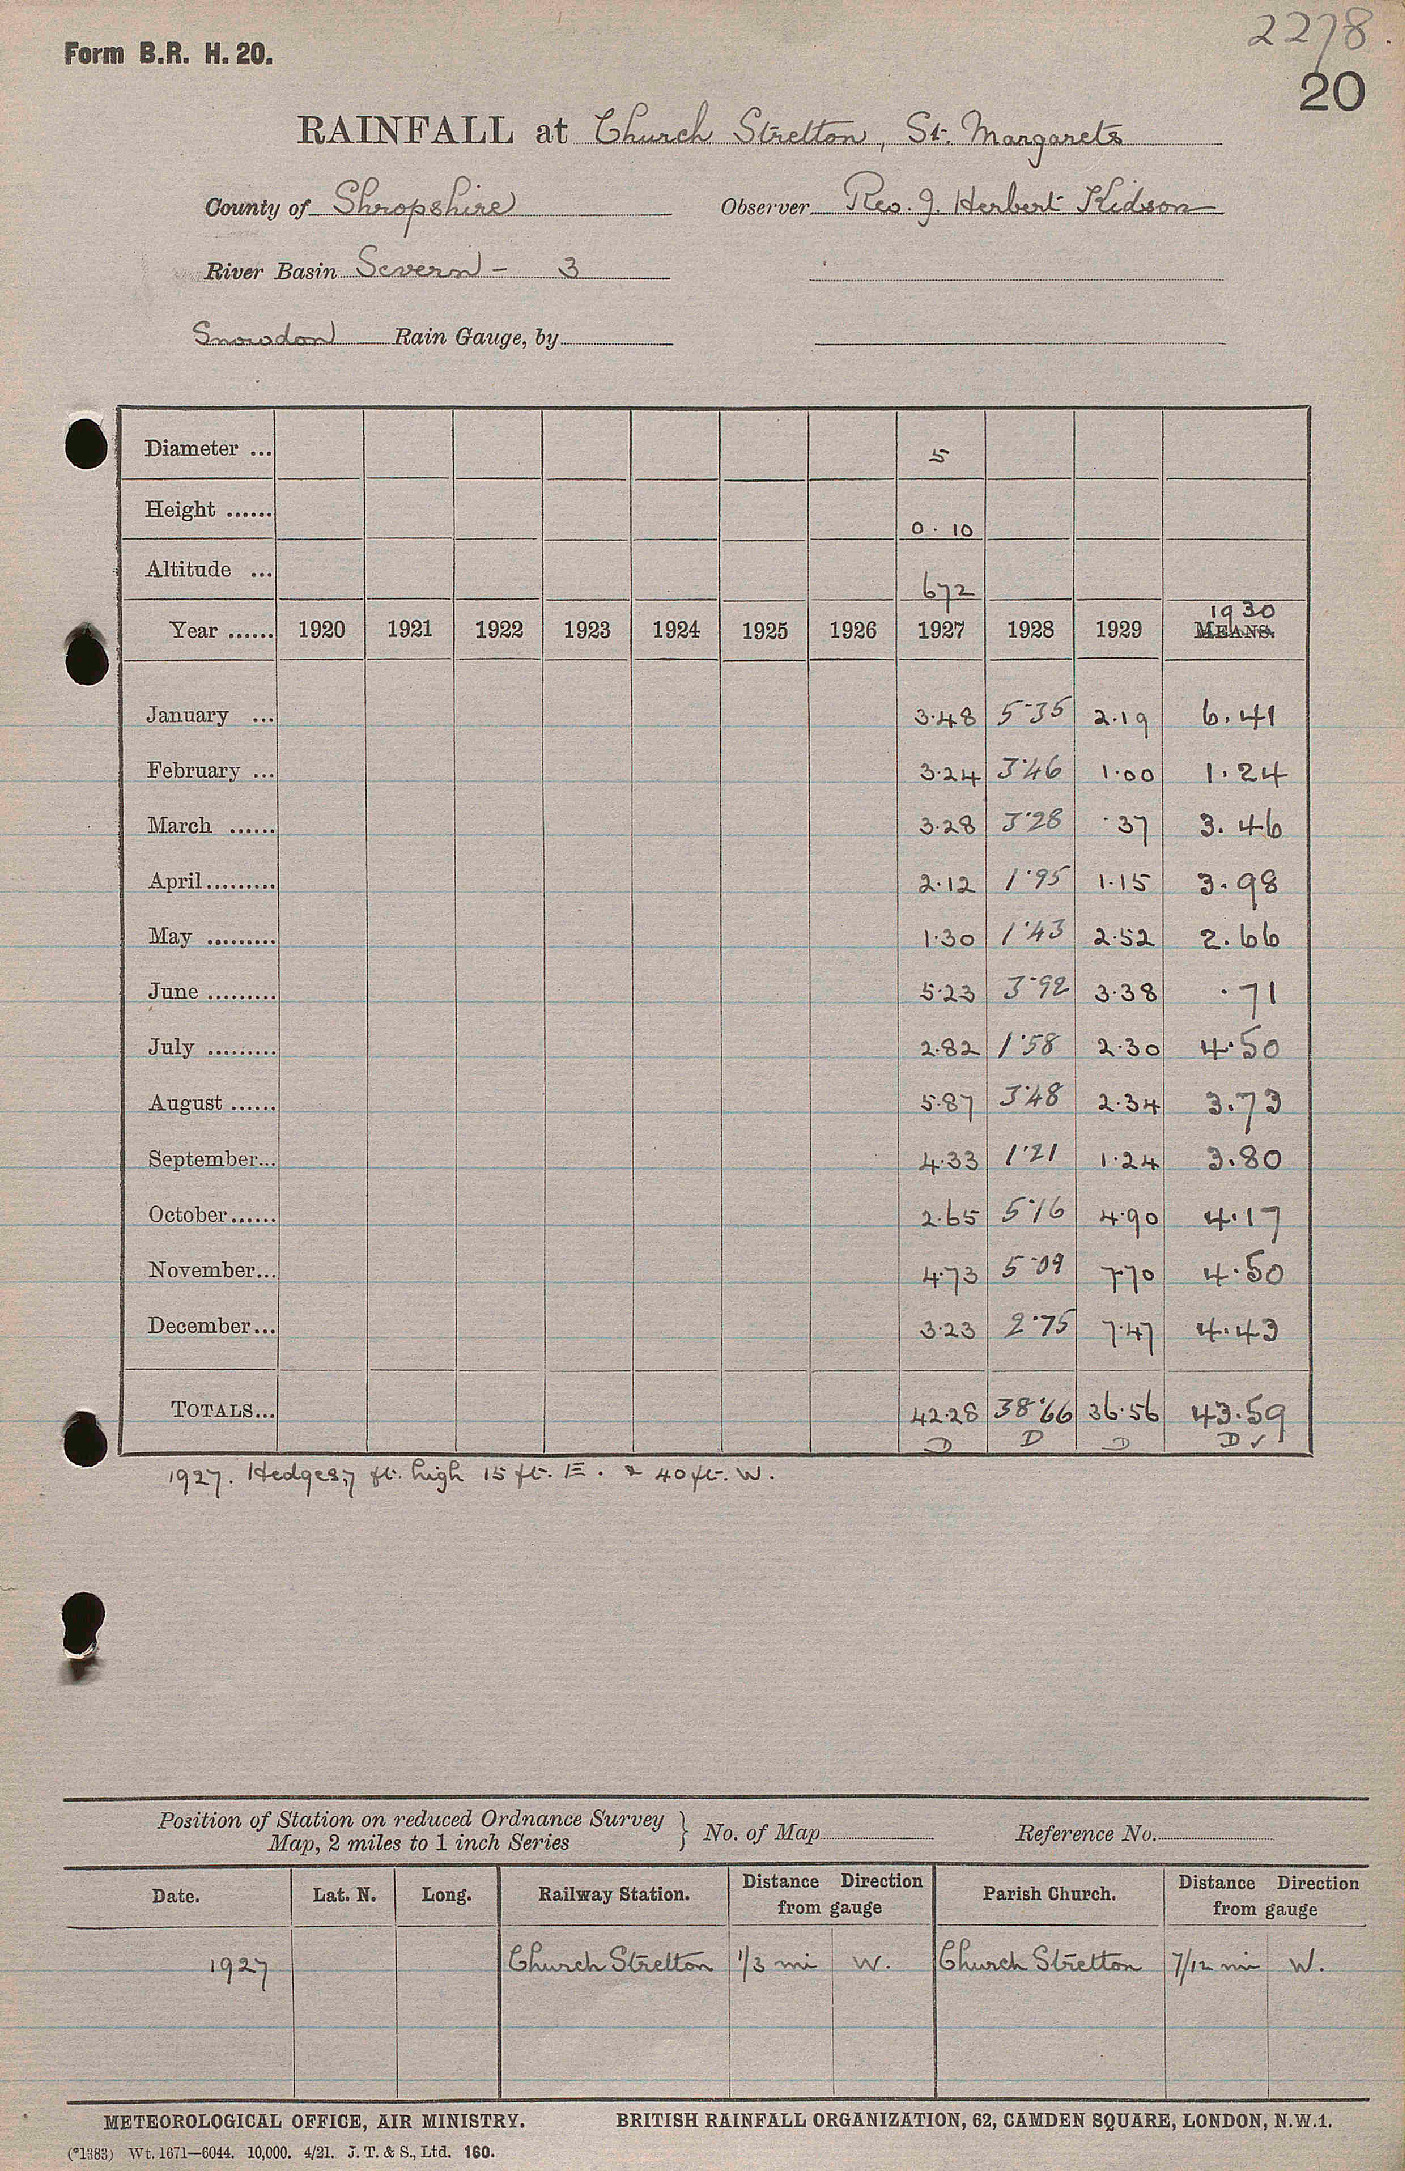 2278.
Form B.R. H. 20.
20
RAINFALL at Church Stretton, St. Margarets
County of Shropshire Observer Rev. J. Herbert Kidson
River Basin Severn - 3
Snowdon Rain Gauge, by
Diameter ... 5
Height ...... 0.10
Altitude ... 672
1930
Year ...... 1920 1921 1922 1923 1924 1925 1926 1927 1928 1929 MEANS.
January ... 3.48 5.35 2.19 6.41
February ... 3.24 3.46 1.00 1.24
March ...... 3.28 3.28 .37 3.46
April ......... 2.12 1.95 1.15 3.98
May ......... 1.30 1.43 2.52 2.66
June ......... 5.23 3.92 3.38 .71
July ......... 2.82 1.58 2.30 4.50
August ...... 5.87 3.48 2.34 3.73
September... 4.33 1.21 1.24 3.80
October ...... 2.65 5.16 4.90 4.17
November... 4.73 5.09 7.70 4.50
December... 3.23 2.75 7.47 4.43
TOTALS... 42.28 38.66 36.56 43.59
D D D D ✓
1927. Hedges, 7 ft. high 15 ft. E. & 40 ft. W.
Position of Station on reduced Ordnance Survey
Map, 2 miles to 1 inch Series } No. of Map Reference No.
Date. Lat. N. Long. Railway Station. Distance Direction from gauge Parish Church. Distance Direction from gauge
1927 Church Stretton 1/3 mi W. Church Stretton 7/12 mi W.
METEOROLOGICAL OFFICE, AIR MINISTRY. BRITISH RAINFALL ORGANIZATION, 62, CAMDEN SQUARE, LONDON, N.W.1.
(*1383) Wt. 1671—6044. 10,000. 4/21. J. T. & S., Ltd. 160.